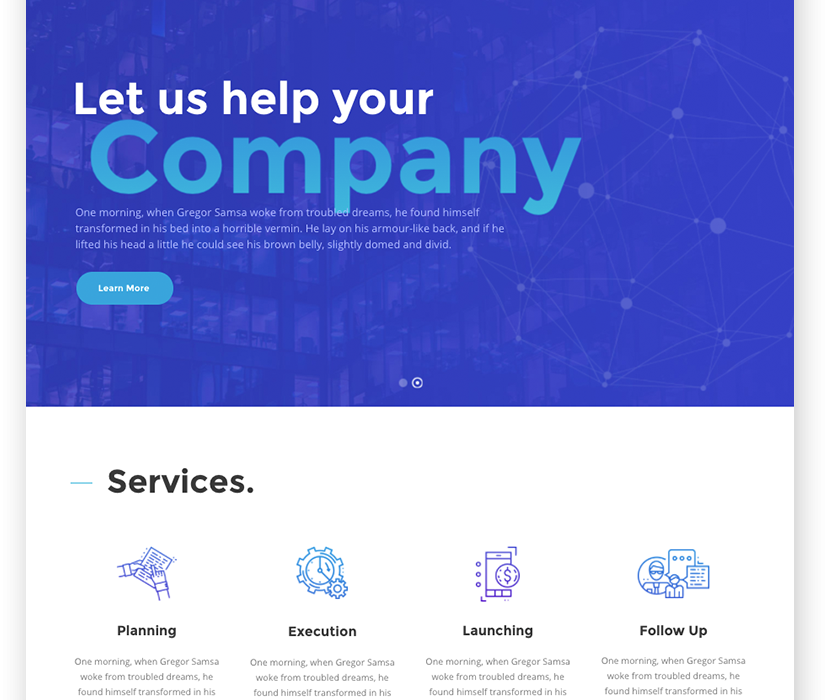 Let us help your
Company
One morning, when Gregor Samsa woke from troubled dreams, he found himself
transformed in his bed into a horrible vermin. He lay on his armour-like back, and if he
lifted his head a little he could see his brown belly, slightly domed and divid.
Learn More
Services.
Planning
One morning, when Gregor Samsa
woke from troubled dreams, he
found himself transformed in his
Execution
One morning, when Gregor Samsa
woke from troubled dreams, he
found himself transformed in his
Launching
One morning, when Gregor Samsa
woke from troubled dreams, he
found himself transformed in his
Follow Up
One morning, when Gregor Samsa
woke from troubled dreams, he
found himself transformed in his